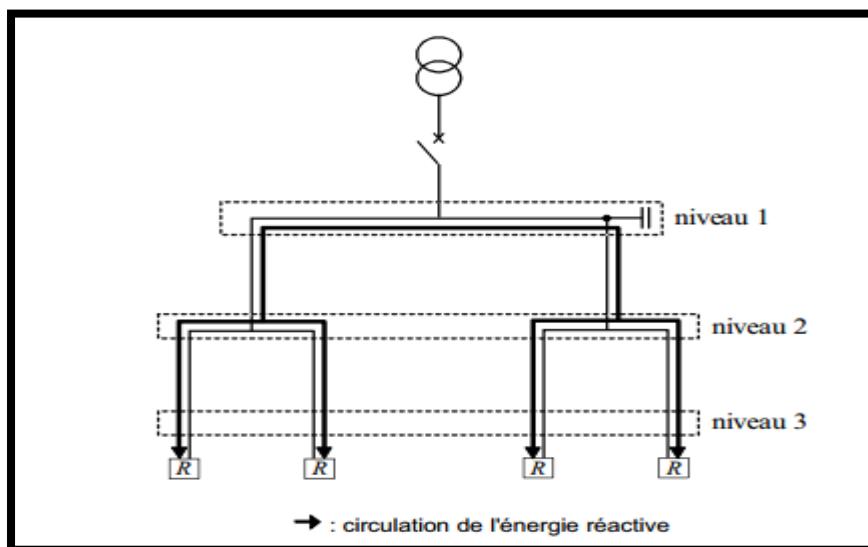 niveau 1
niveau 2
niveau 3
R R R R
→ : circulation de l'énergie réactive